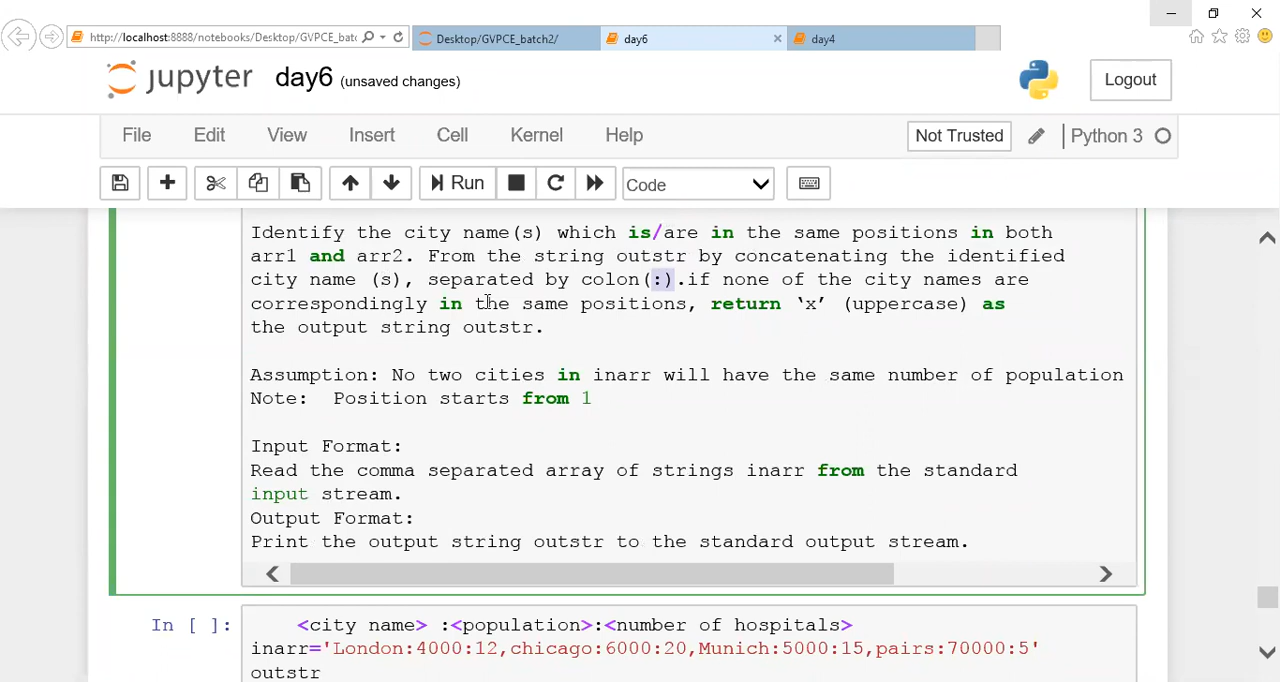 http://localhost:8888/notebooks/Desktop/GVPCE_batc
Desktop/GVPCE_batch2/
day6
day4
jupyter day6 (unsaved changes)
Logout
File Edit View Insert Cell Kernel Help
Not Trusted
Python 3
Run
Code
Identify the city name(s) which is/are in the same positions in both
arr1 and arr2. From the string outstr by concatenating the identified
city name (s), separated by colon(:).if none of the city names are
correspondingly in the same positions, return ‘x’ (uppercase) as
the output string outstr.
Assumption: No two cities in inarr will have the same number of population
Note: Position starts from 1
Input Format:
Read the comma separated array of strings inarr from the standard
input stream.
Output Format:
Print the output string outstr to the standard output stream.
In [ ]:
<city name> :<population>:<number of hospitals>
inarr='London:4000:12,chicago:6000:20,Munich:5000:15,pairs:70000:5'
outstr